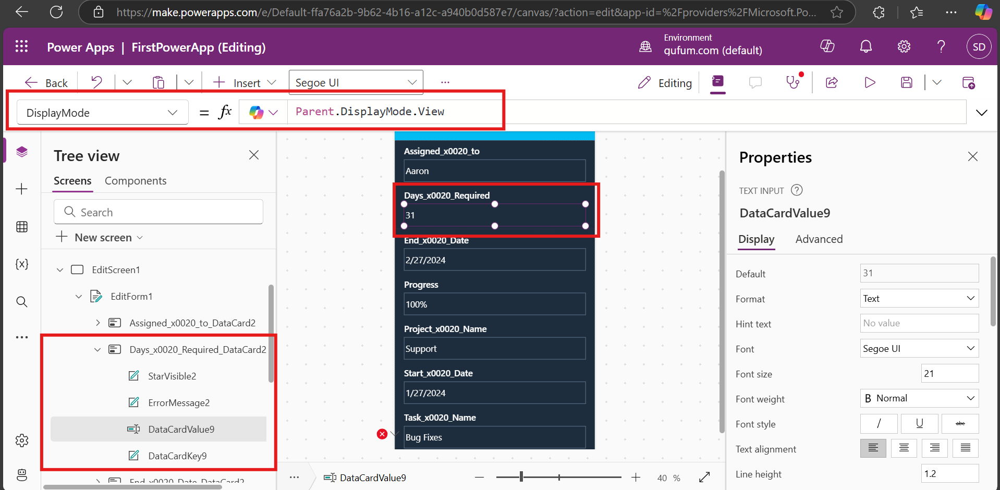 https://make.powerapps.com/e/Default-ffa76a2b-9b62-4b16-a12c-a940b0d587e7/canvas/?action=edit&app-id=%2Fproviders%2FMicrosoft.Po...
Power Apps | FirstPowerApp (Editing)
Environment
gufum.com (default)
SD
Back
Insert
Segoe UI
...
Editing
DisplayMode
= fx
Parent.DisplayMode.View
Tree view
Screens Components
Search
New screen
EditScreen1
EditForm1
Assigned_x0020_to_DataCard2
Days_x0020_Required_DataCard2
StarVisible2
ErrorMessage2
DataCardValue9
DataCardKey9
End_x0020_Date_DataCard2
Assigned_x0020_to
Aaron
Days_x0020_Required
31
End_x0020_Date
2/27/2024
Progress
100%
Project_x0020_Name
Support
Start_x0020_Date
1/27/2024
Task_x0020_Name
Bug Fixes
...
DataCardValue9
40 %
Properties
TEXT INPUT
DataCardValue9
Display Advanced
Default 31
Format Text
Hint text No value
Font Segoe UI
Font size 21
Font weight B Normal
Font style / U abc
Text alignment
Line height 1.2